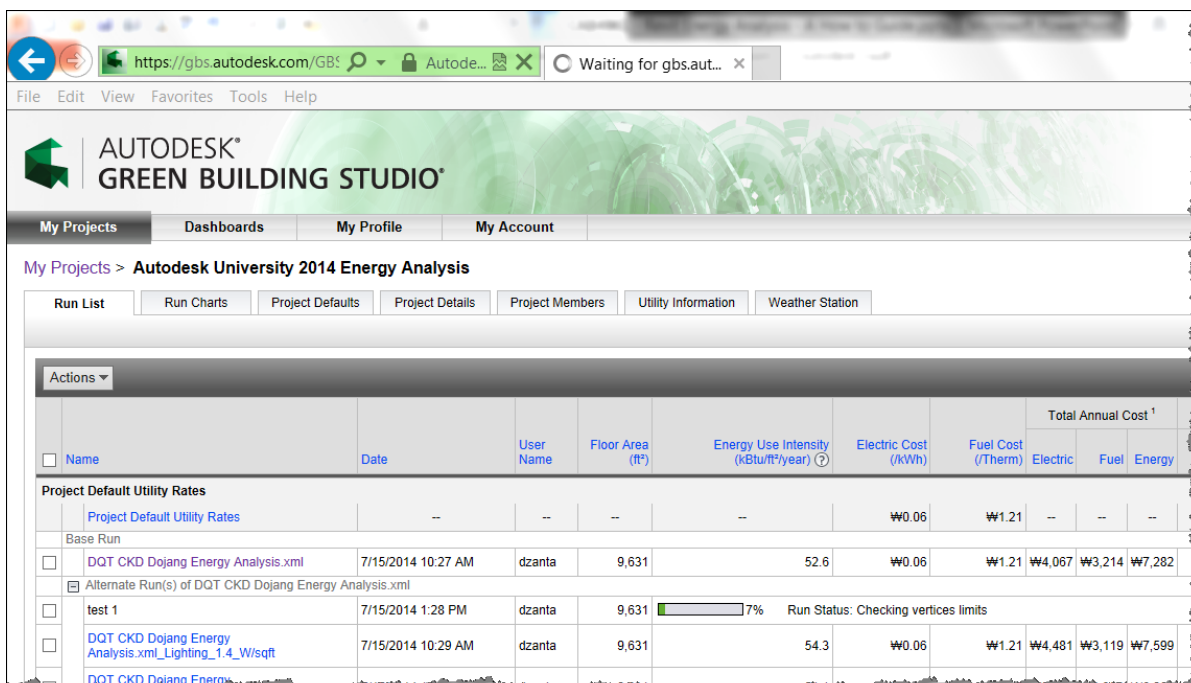 https://gbs.autodesk.com/GBS Autode... Waiting for gbs.aut...
File Edit View Favorites Tools Help
AUTODESK®
GREEN BUILDING STUDIO®
My Projects Dashboards My Profile My Account
My Projects > Autodesk University 2014 Energy Analysis
Run List Run Charts Project Defaults Project Details Project Members Utility Information Weather Station
Actions
Total Annual Cost 1
Name Date User Name Floor Area (ft²) Energy Use Intensity (kBtu/ft²/year) ? Electric Cost (/kWh) Fuel Cost (/Therm) Electric Fuel Energy
Project Default Utility Rates
Project Default Utility Rates -- -- -- -- ₩0.06 ₩1.21 -- -- --
Base Run
DQT CKD Dojang Energy Analysis.xml 7/15/2014 10:27 AM dzanta 9,631 52.6 ₩0.06 ₩1.21 ₩4,067 ₩3,214 ₩7,282
Alternate Run(s) of DQT CKD Dojang Energy Analysis.xml
test 1 7/15/2014 1:28 PM dzanta 9,631 7% Run Status: Checking vertices limits
DQT CKD Dojang Energy
Analysis.xml_Lighting_1.4_W/sqft 7/15/2014 10:29 AM dzanta 9,631 54.3 ₩0.06 ₩1.21 ₩4,481 ₩3,119 ₩7,599
DQT CKD Dojang Energy